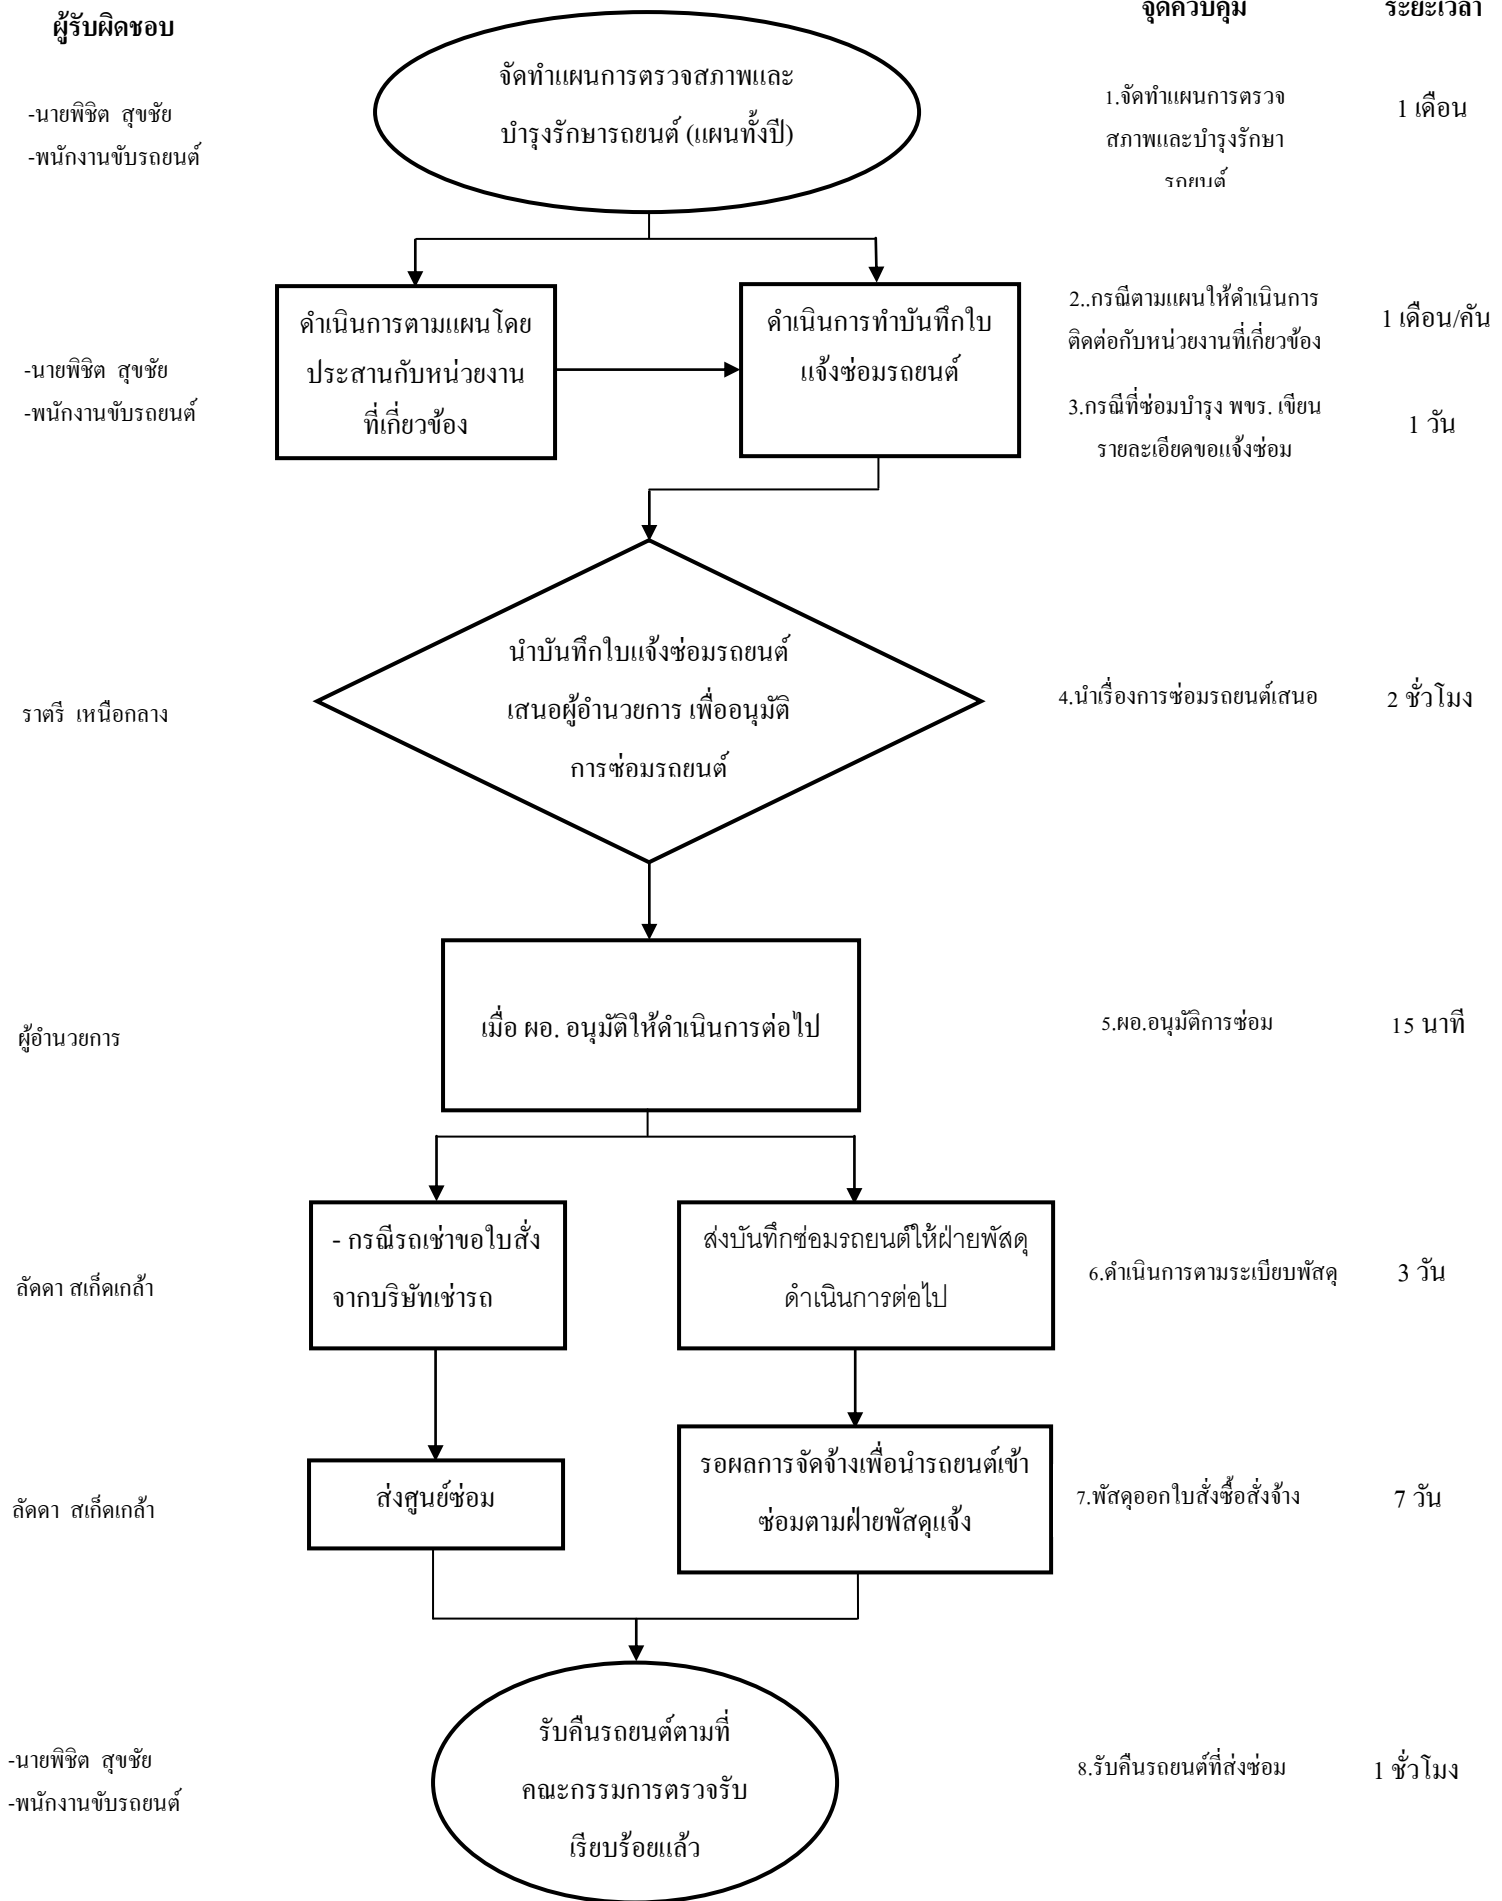 ผู้รับผิดชอบ
จุดควบคุม
ระยะเวลา
จัดทำแผนการตรวจสภาพและ
บำรุงรักษารถยนต์ (แผนทั้งปี)
-นายพิชิต สุขชัย
-พนักงานขับรถยนต์
1.จัดทำแผนการตรวจ
สภาพและบำรุงรักษา
รถยนต์
1 เดือน
ดำเนินการตามแผนโดย
ประสานกับหน่วยงาน
ที่เกี่ยวข้อง
ดำเนินการทำบันทึกใบ
แจ้งซ่อมรถยนต์
-นายพิชิต สุขชัย
-พนักงานขับรถยนต์
2..กรณีตามแผนให้ดำเนินการ
ติดต่อกับหน่วยงานที่เกี่ยวข้อง
1 เดือน/คัน
3.กรณีที่ซ่อมบำรุง พขร. เขียน
รายละเอียดขอแจ้งซ่อม
1 วัน
นำบันทึกใบแจ้งซ่อมรถยนต์
เสนอผู้อำนวยการ เพื่ออนุมัติ
การซ่อมรถยนต์
ราตรี เหนือกลาง
4.นำเรื่องการซ่อมรถยนต์เสนอ
2 ชั่วโมง
เมื่อ ผอ. อนุมัติให้ดำเนินการต่อไป
ผู้อำนวยการ
5.ผอ.อนุมัติการซ่อม
15 นาที
- กรณีรถเช่าขอใบสั่ง
จากบริษัทเช่ารถ
ส่งบันทึกซ่อมรถยนต์ให้ฝ่ายพัสดุ
ดำเนินการต่อไป
ลัดดา สเก็ดเกล้า
6.ดำเนินการตามระเบียบพัสดุ
3 วัน
ส่งศูนย์ซ่อม
รอผลการจัดจ้างเพื่อนำรถยนต์เข้า
ซ่อมตามฝ่ายพัสดุแจ้ง
ลัดดา สเก็ดเกล้า
7.พัสดุออกใบสั่งซื้อสั่งจ้าง
7 วัน
รับคืนรถยนต์ตามที่
คณะกรรมการตรวจรับ
เรียบร้อยแล้ว
-นายพิชิต สุขชัย
-พนักงานขับรถยนต์
8.รับคืนรถยนต์ที่ส่งซ่อม
1 ชั่วโมง